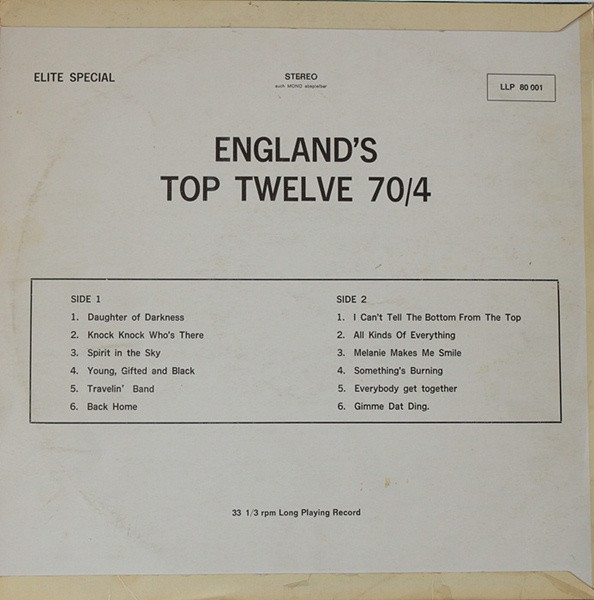 ELITE SPECIAL
STEREO
auch MONO abspielbar
LLP 80 001
ENGLAND'S
TOP TWELVE 70/4
SIDE 1
1. Daughter of Darkness
2. Knock Knock Who's There
3. Spirit in the Sky
4. Young, Gifted and Black
5. Travelin' Band
6. Back Home
SIDE 2
1. I Can't Tell The Bottom From The Top
2. All Kinds Of Everything
3. Melanie Makes Me Smile
4. Something's Burning
5. Everybody get together
6. Gimme Dat Ding.
33 1/3 rpm Long Playing Record